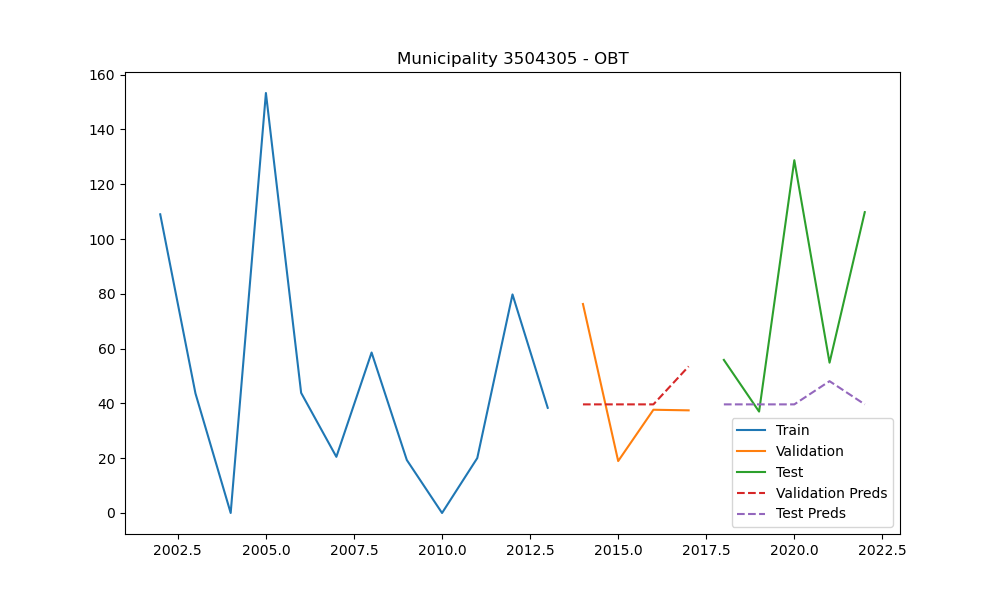 Municipality 3504305 - OBT
160
140
120
100
80
60
40
20
0
2002.5 2005.0 2007.5 2010.0 2012.5 2015.0 2017.5 2020.0 2022.5
Train
Validation
Test
Validation Preds
Test Preds